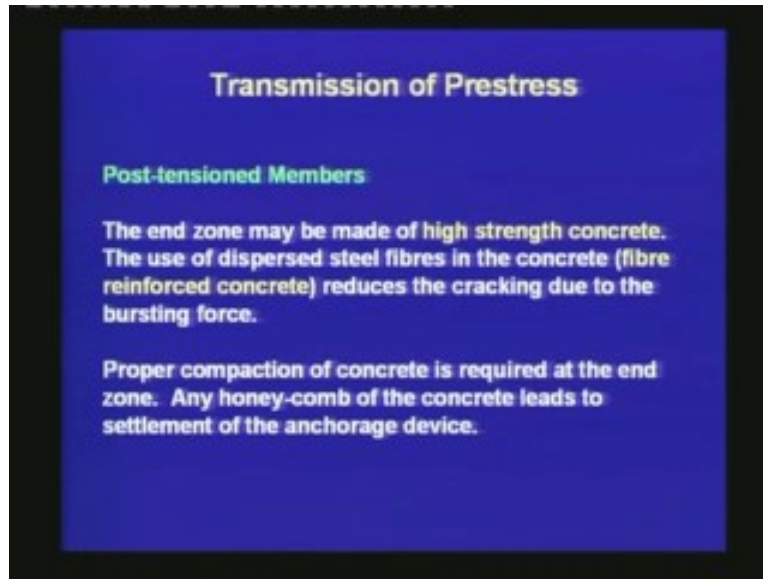 Transmission of Prestress
Post-tensioned Members
The end zone may be made of high strength concrete.
The use of dispersed steel fibres in the concrete (fibre
reinforced concrete) reduces the cracking due to the
bursting force.
Proper compaction of concrete is required at the end
zone. Any honey-comb of the concrete leads to
settlement of the anchorage device.